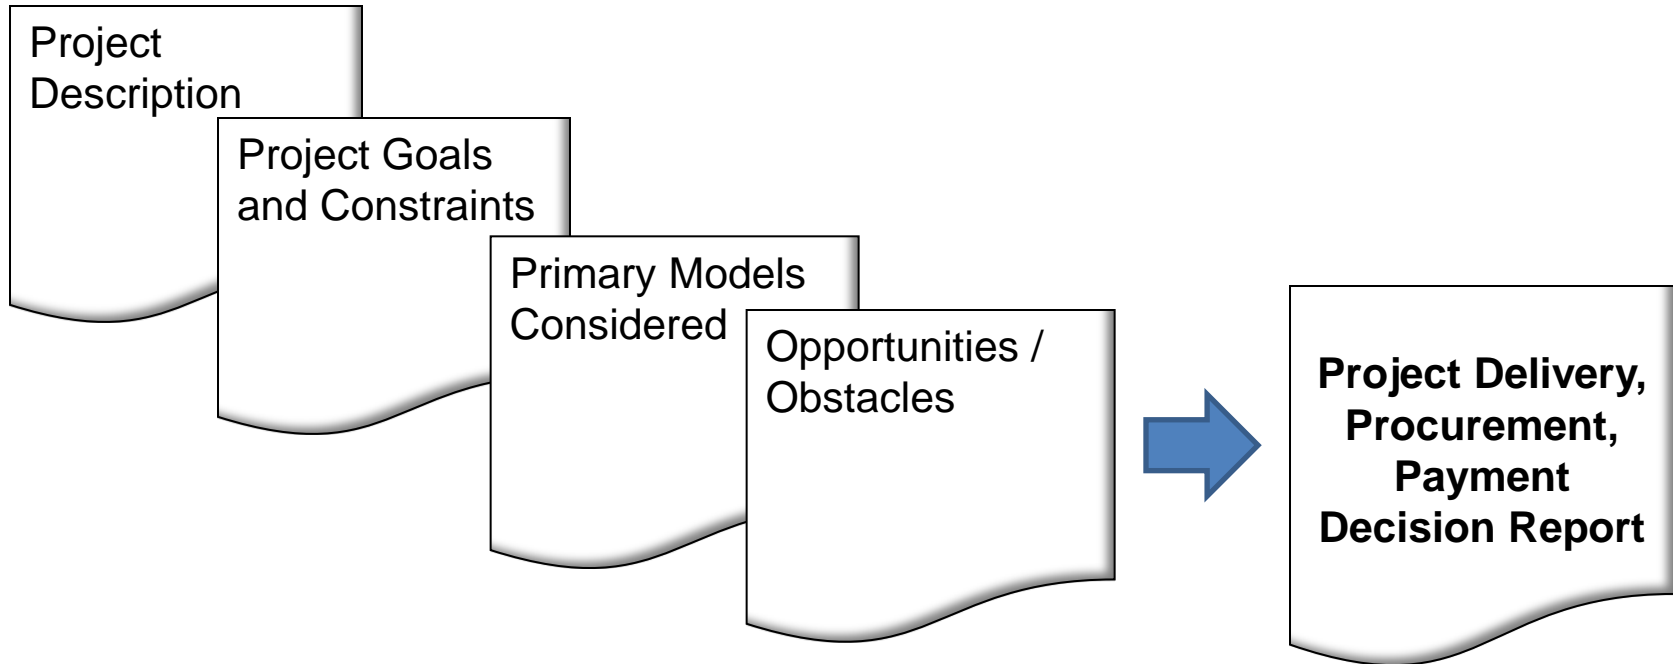 Project
Description
Project Goals
and Constraints
Primary Models
Considered
Opportunities /
Obstacles
Project Delivery,
Procurement,
Payment
Decision Report